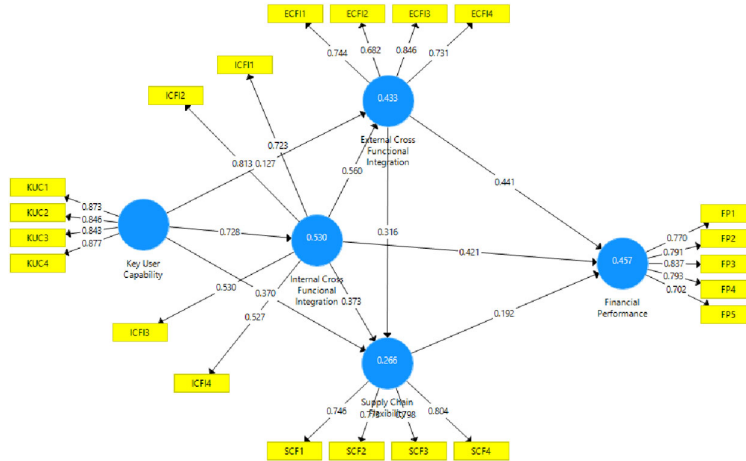 ECFI1 ECFI2 ECFI3 ECFI4
0.744 0.682 0.846 0.731
ICFI1
ICFI2
0.433
External Cross
Functional
Integration
0.723
0.813 0.127
0.560
0.441
KUC1
KUC2
KUC3
KUC4
0.873
0.846
0.843
0.877
Key User
Capability
0.728
0.530
Internal Cross
Funcional
Integration
0.316
0.421
0.457
Financial
Performance
0.770
0.791
0.837
0.793
0.702
FP1
FP2
FP3
FP4
FP5
0.530
0.370
0.373
0.527
0.192
ICFI3
ICFI4
0.266
Supply Chain
Flexibility
0.746
0.798
0.804
SCF1 SCF2 SCF3 SCF4